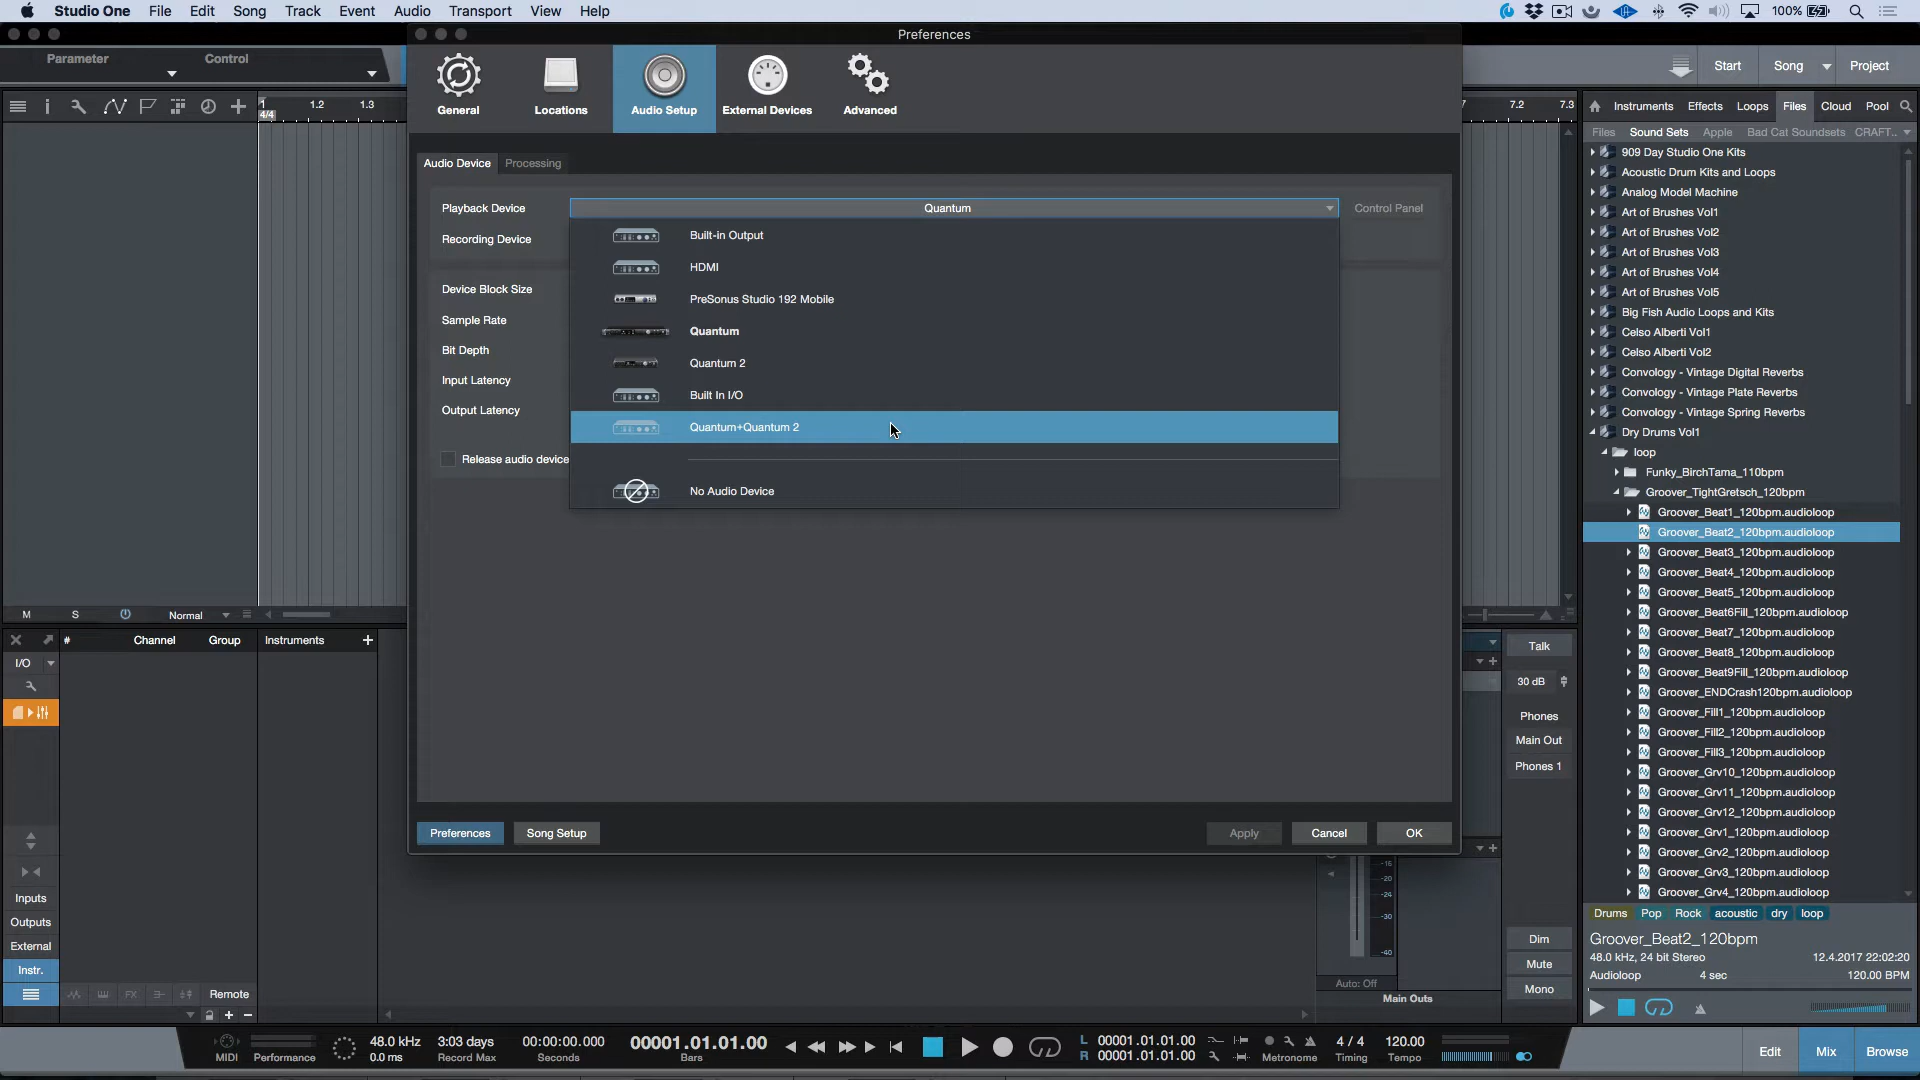 Studio One File Edit Song Track Event Audio Transport View Help 100%
Preferences
Parameter Control
General Locations Audio Setup External Devices Advanced
Start Song Project
1 1.2 1.3
4/4
7.2 7.3
Instruments Effects Loops Files Cloud Pool
Files Sound Sets Apple Bad Cat Soundsets CRAFT..
Audio Device Processing
Playback Device Quantum Control Panel
Recording Device
Device Block Size
Sample Rate
Bit Depth
Input Latency
Output Latency
Release audio device
Built-in Output
HDMI
PreSonus Studio 192 Mobile
Quantum
Quantum 2
Built In I/O
Quantum+Quantum 2
No Audio Device
Preferences Song Setup Apply Cancel OK
909 Day Studio One Kits
Acoustic Drum Kits and Loops
Analog Model Machine
Art of Brushes Vol1
Art of Brushes Vol2
Art of Brushes Vol3
Art of Brushes Vol4
Art of Brushes Vol5
Big Fish Audio Loops and Kits
Celso Alberti Vol1
Celso Alberti Vol2
Convology - Vintage Digital Reverbs
Convology - Vintage Plate Reverbs
Convology - Vintage Spring Reverbs
Dry Drums Vol1
loop
Funky_BirchTama_110bpm
Groover_TightGretsch_120bpm
Groover_Beat1_120bpm.audioloop
Groover_Beat2_120bpm.audioloop
Groover_Beat3_120bpm.audioloop
Groover_Beat4_120bpm.audioloop
Groover_Beat5_120bpm.audioloop
Groover_Beat6Fill_120bpm.audioloop
Groover_Beat7_120bpm.audioloop
Groover_Beat8_120bpm.audioloop
Groover_Beat9Fill_120bpm.audioloop
Groover_ENDCrash120bpm.audioloop
Groover_Fill1_120bpm.audioloop
Groover_Fill2_120bpm.audioloop
Groover_Fill3_120bpm.audioloop
Groover_Grv10_120bpm.audioloop
Groover_Grv11_120bpm.audioloop
Groover_Grv12_120bpm.audioloop
Groover_Grv1_120bpm.audioloop
Groover_Grv2_120bpm.audioloop
Groover_Grv3_120bpm.audioloop
Groover_Grv4_120bpm.audioloop
Drums Pop Rock acoustic dry loop
Groover_Beat2_120bpm
48.0 kHz, 24 bit Stereo 12.4.2017 22:02:20
Audioloop 4 sec 120.00 BPM
M S Normal
# Channel Group Instruments
I/O
Inputs
Outputs
External
Instr.
FX Remote
Talk
30 dB
Phones
Main Out
Phones 1
Dim
Mute
Mono
-16
-20
-24
-30
-40
Auto: Off
Main Outs
MIDI Performance
48.0 kHz
0.0 ms
3:03 days
Record Max
00:00:00.000
Seconds
00001.01.01.00
Bars
L 00001.01.01.00
R 00001.01.01.00
Metronome
4 / 4
Timing
120.00
Tempo
Edit Mix Browse